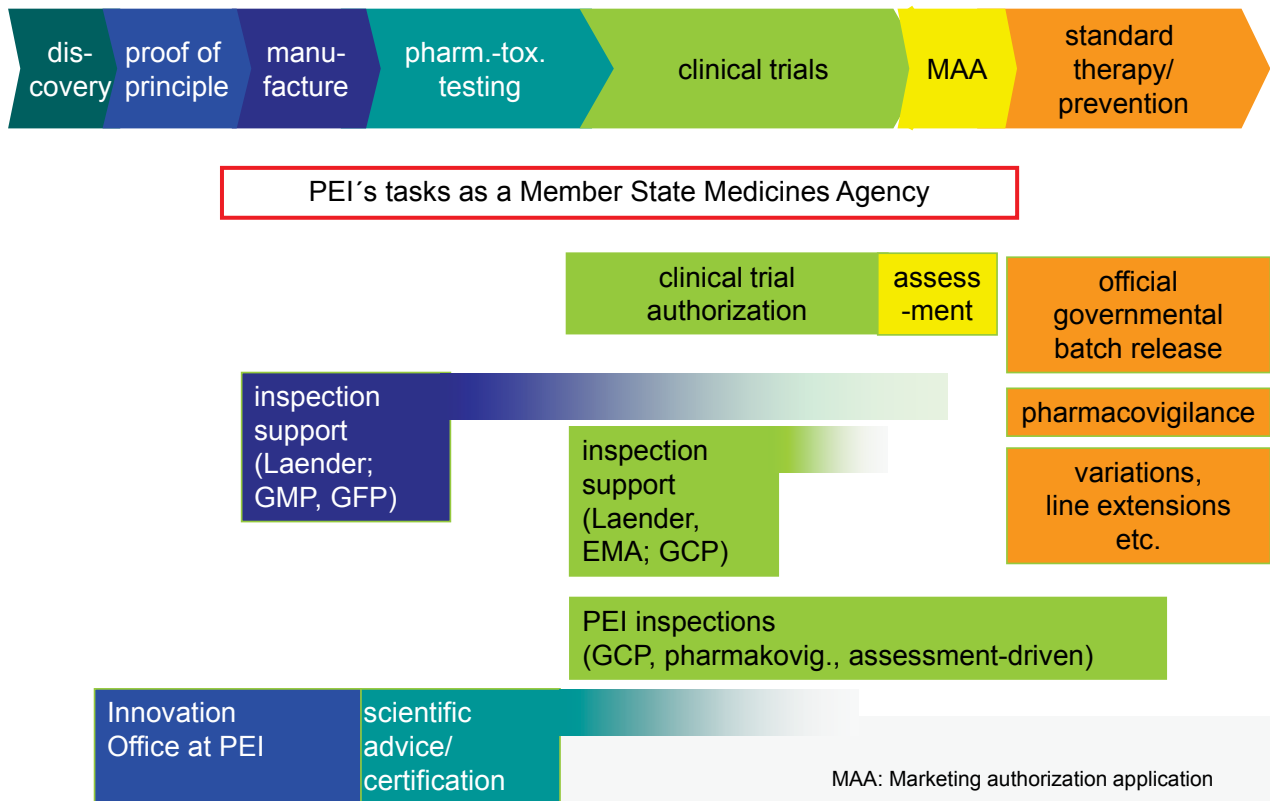 dis-
covery
proof of
principle
manu-
facture
pharm.-tox.
testing
clinical trials
MAA
standard
therapy/
prevention
PEI´s tasks as a Member State Medicines Agency
clinical trial
authorization
assess
-ment
official
governmental
batch release
inspection
support
(Laender;
GMP, GFP)
pharmacovigilance
inspection
support
(Laender,
EMA; GCP)
variations,
line extensions
etc.
PEI inspections
(GCP, pharmakovig., assessment-driven)
Innovation
Office at PEI
scientific
advice/
certification
MAA: Marketing authorization application